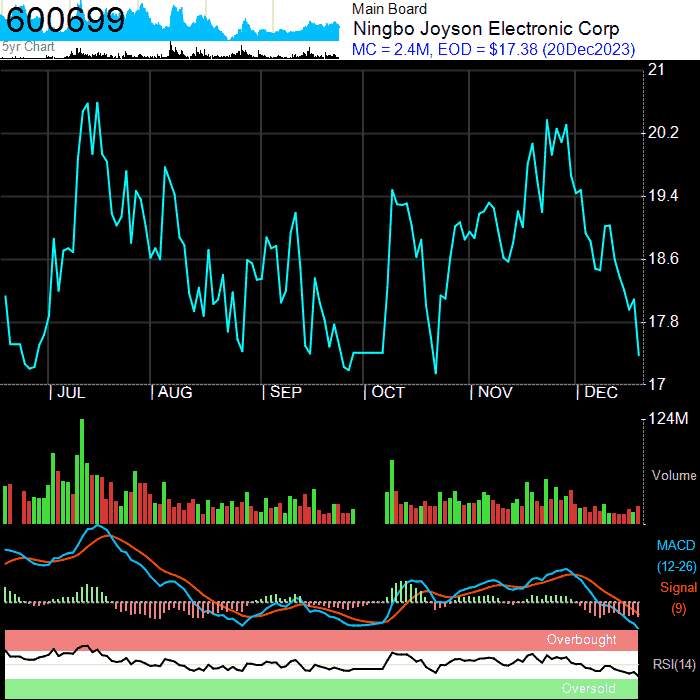 600699
5yr Chart
Main Board
Ningbo Joyson Electronic Corp
MC = 2.4M, EOD = $17.38 (20Dec2023)
21
20.2
19.4
18.6
17.8
17
| JUL | AUG | SEP | OCT | NOV | DEC
124M
Volume
MACD
(12-26)
Signal
(9)
Overbought
RSI(14)
Oversold